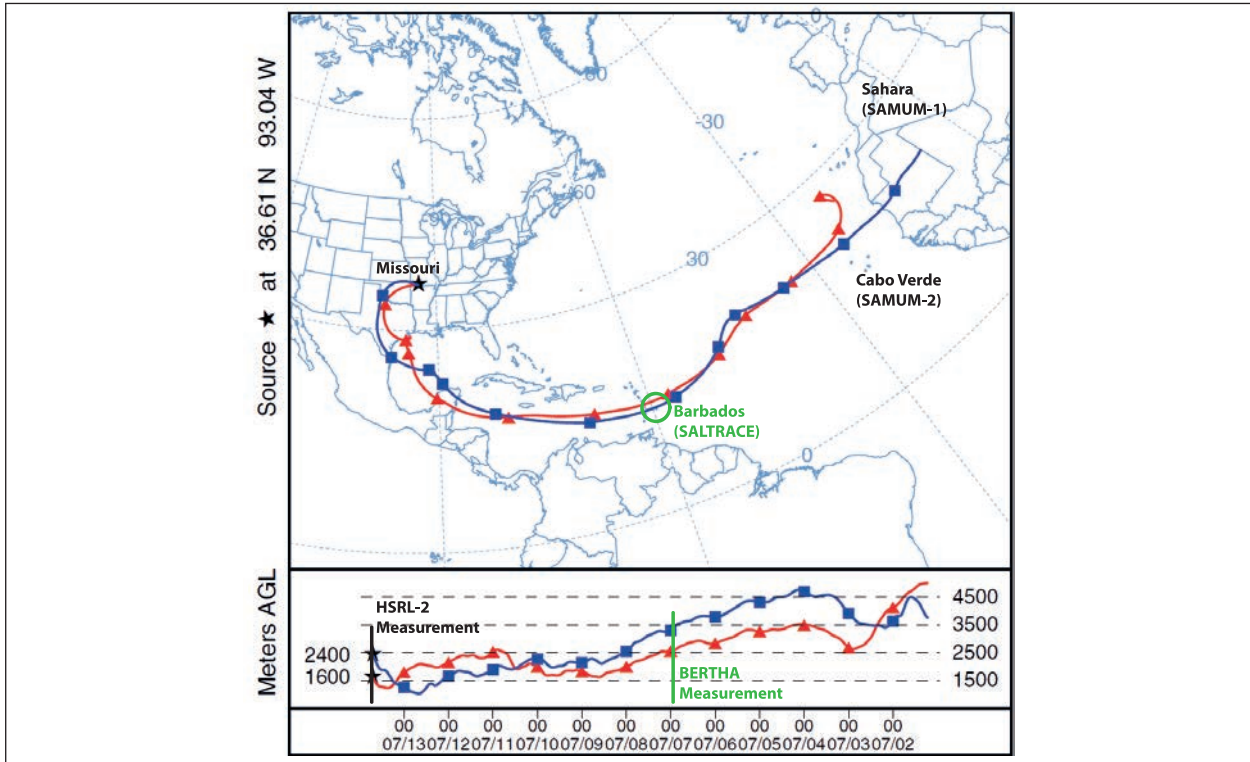 Source ★ at 36.61 N 93.04 W
0
60
-30
Sahara
(SAMUM-1)
-60
Missouri
30
Cabo Verde
(SAMUM-2)
Barbados
(SALTRACE)
0
Meters AGL
HSRL-2
Measurement
4500
3500
2400
2500
1600
1500
BERTHA
Measurement
00 00 00 00 00 00 00 00 00 00 00 00
07/13 07/12 07/11 07/10 07/09 07/08 07/07 07/06 07/05 07/04 07/03 07/02